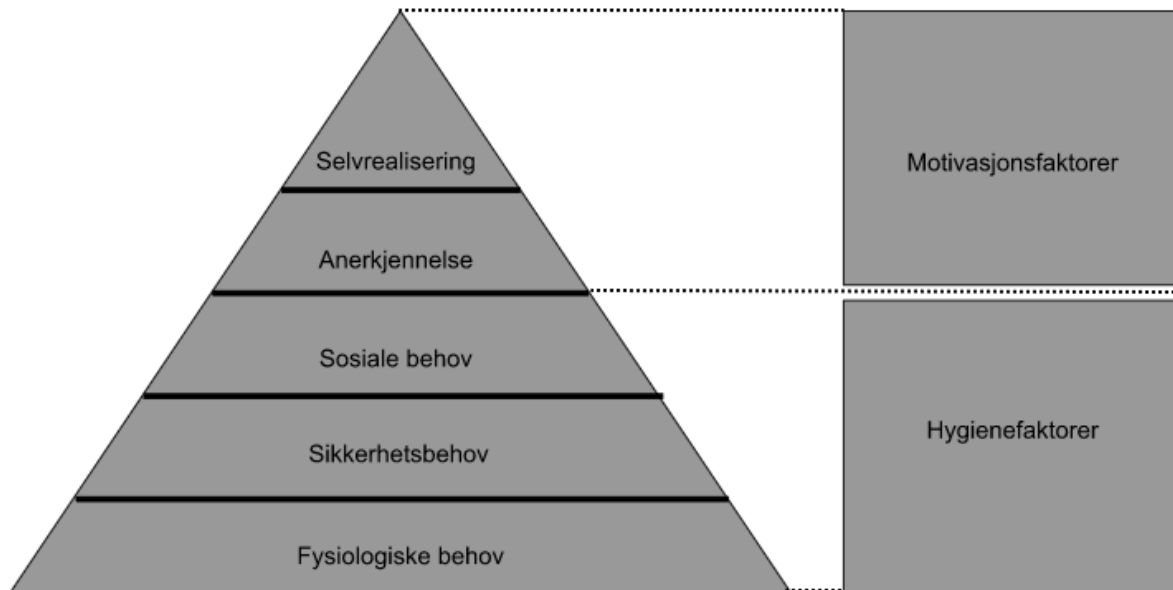 Selvrealisering
Anerkjennelse
Sosiale behov
Sikkerhetsbehov
Fysiologiske behov
Motivasjonsfaktorer
Hygienefaktorer